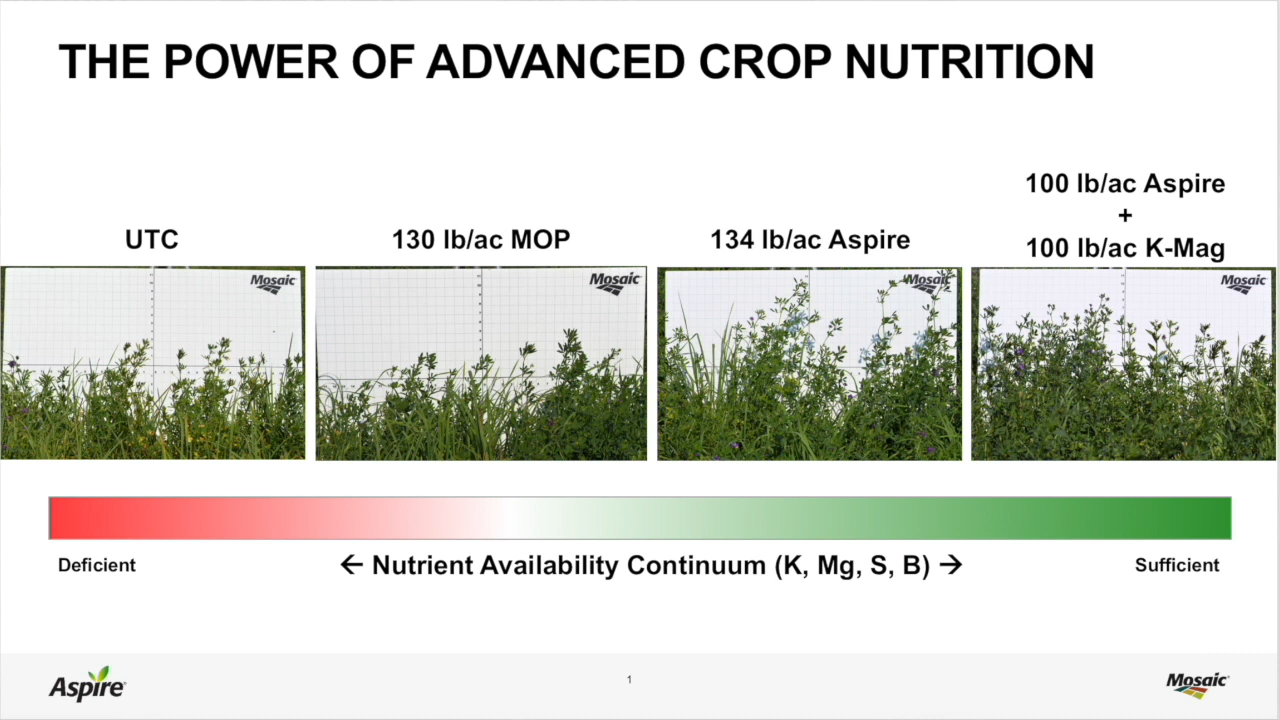 THE POWER OF ADVANCED CROP NUTRITION
100 lb/ac Aspire
+
100 lb/ac K-Mag
UTC
130 lb/ac MOP
134 lb/ac Aspire
Mosaic
Mosaic
Mosaic
Mosaic
Deficient
← Nutrient Availability Continuum (K, Mg, S, B) →
Sufficient
Aspire
1
Mosaic